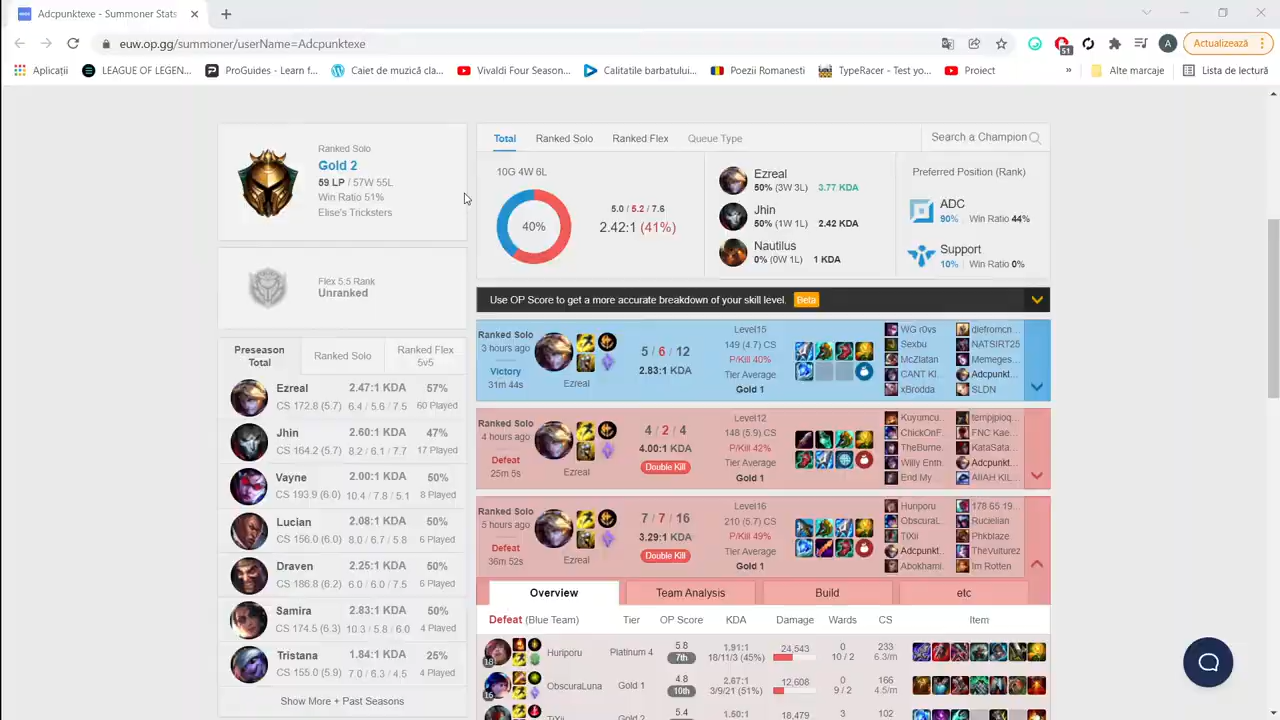 Adcpunktexe - Summoner Stats
euw.op.gg/summoner/userName=Adcpunktexe
51
A
Actualizează
Aplicații
LEAGUE OF LEGEN...
ProGuides - Learn f...
Caiet de muzică cla...
Vivaldi Four Season...
Calitatile barbatului...
Poezii Romanesti
TypeRacer - Test yo...
Proiect
»
Alte marcaje
Lista de lectură
Ranked Solo
Gold 2
59 LP / 57W 55L
Win Ratio 51%
Elise's Tricksters
Flex 5:5 Rank
Unranked
Preseason Total
Ranked Solo
Ranked Flex 5v5
Ezreal 2.47:1 KDA 57%
CS 172.8 (5.7) 6.4 / 5.6 / 7.5 60 Played
Jhin 2.60:1 KDA 47%
CS 164.2 (5.7) 8.2 / 6.1 / 7.7 17 Played
Vayne 2.00:1 KDA 50%
CS 193.9 (6.0) 10.4 / 7.8 / 5.1 8 Played
Lucian 2.08:1 KDA 50%
CS 156.0 (6.0) 8.0 / 6.7 / 5.8 6 Played
Draven 2.25:1 KDA 50%
CS 186.8 (6.2) 6.0 / 6.0 / 7.5 6 Played
Samira 2.83:1 KDA 50%
CS 174.5 (6.3) 10.3 / 5.8 / 6.0 4 Played
Tristana 1.84:1 KDA 25%
CS 155.0 (5.9) 7.0 / 6.3 / 4.5 4 Played
Show More + Past Seasons
Total
Ranked Solo
Ranked Flex
Queue Type
Search a Champion
10G 4W 6L
40%
5.0 / 5.2 / 7.6
2.42:1 (41%)
Ezreal
50% (3W 3L) 3.77 KDA
Jhin
50% (1W 1L) 2.42 KDA
Nautilus
0% (0W 1L) 1 KDA
Preferred Position (Rank)
ADC
90% Win Ratio 44%
Support
10% Win Ratio 0%
Use OP Score to get a more accurate breakdown of your skill level. Beta
Ranked Solo
3 hours ago
Victory
31m 44s
Ezreal
5 / 6 / 12
2.83:1 KDA
Level15
149 (4.7) CS
P/Kill 40%
Tier Average
Gold 1
WG r0vs
Sexbu
McZlatan
CANT KI...
xBrodda
diefromcn...
NATSIRT25
Memeges...
Adcpunkt...
SLDN
Ranked Solo
4 hours ago
Defeat
25m 5s
Ezreal
4 / 2 / 4
4.00:1 KDA
Double Kill
Level12
148 (5.9) CS
P/Kill 42%
Tier Average
Gold 1
Kuyumcu...
ChickOnF...
TheBume...
Willy Enth...
End My ...
tempjpioq...
FNC Kae...
KataSata...
Adcpunkt...
AllAH KIL...
Ranked Solo
5 hours ago
Defeat
36m 52s
Ezreal
7 / 7 / 16
3.29:1 KDA
Double Kill
Level16
210 (5.7) CS
P/Kill 49%
Tier Average
Gold 1
Huriporu
ObscuraL...
TiXii
Adcpunkt...
Abokhami...
178 65 19...
Rucielian
Phkblaze
TheVulturez
Im Rotten
Overview
Team Analysis
Build
etc
Defeat (Blue Team) Tier OP Score KDA Damage Wards CS Item
18 Huriporu Platinum 4 5.8 7th 1.91:1 18/11/3 (45%) 24,543 0 10 / 2 233 6.3/m
16 ObscuraLuna Gold 1 4.8 10th 2.67:1 3/9/21 (51%) 12,608 0 9 / 2 166 4.5/m
TiXii Gold 2 5.4 1.60:1 18,479 3 102